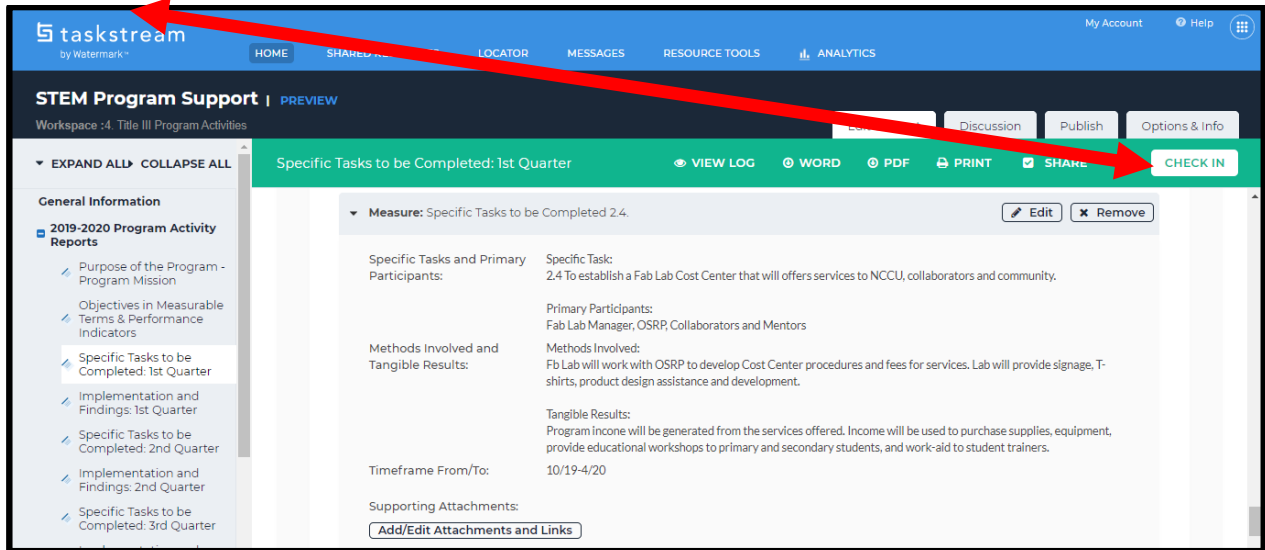 taskstream
by Watermark™
My Account
Help
HOME
LOCATOR
MESSAGES
RESOURCE TOOLS
ANALYTICS
STEM Program Support | PREVIEW
Workspace :4. Title III Program Activities
Discussion
Publish
Options & Info
EXPAND ALL
COLLAPSE ALL
Specific Tasks to be Completed: 1st Quarter
VIEW LOG
WORD
PDF
PRINT
SHARE
CHECK IN
General Information
2019-2020 Program Activity
Reports
Purpose of the Program -
Program Mission
Objectives in Measurable
Terms & Performance
Indicators
Specific Tasks to be
Completed: 1st Quarter
Implementation and
Findings: 1st Quarter
Specific Tasks to be
Completed: 2nd Quarter
Implementation and
Findings: 2nd Quarter
Specific Tasks to be
Completed: 3rd Quarter
Measure: Specific Tasks to be Completed 2.4.
Edit
Remove
Specific Tasks and Primary
Participants:
Specific Task:
2.4 To establish a Fab Lab Cost Center that will offers services to NCCU, collaborators and community.
Primary Participants:
Fab Lab Manager, OSRP, Collaborators and Mentors
Methods Involved and
Tangible Results:
Methods Involved:
Fb Lab will work with OSRP to develop Cost Center procedures and fees for services. Lab will provide signage, T-
shirts, product design assistance and development.
Tangible Results:
Program incone will be generated from the services offered. Income will be used to purchase supplies, equipment,
provide educational workshops to primary and secondary students, and work-aid to student trainers.
Timeframe From/To:
10/19-4/20
Supporting Attachments:
Add/Edit Attachments and Links